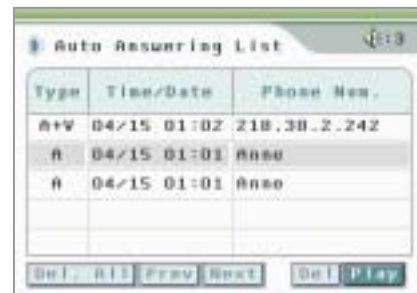 Auto Answering List
Type Time/Date Phone Num.
A+V 04/15 01:02 218.38.2.242
A 04/15 01:01 Anno
A 04/15 01:01 Anno
Del. All Prev Next Del Play